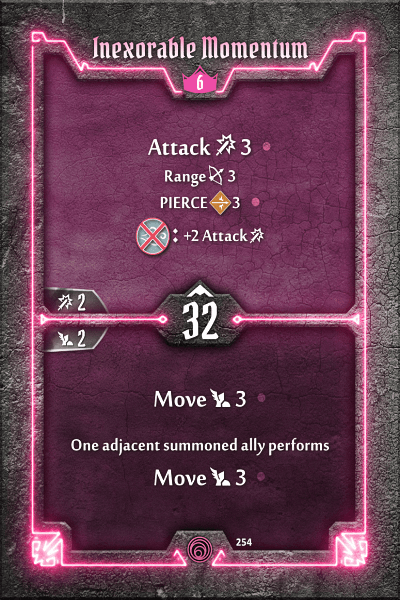 Inexorable Momentum
6
Attack 3
Range 3
PIERCE 3
: +2 Attack
2
32
2
Move 3
One adjacent summoned ally performs
Move 3
254